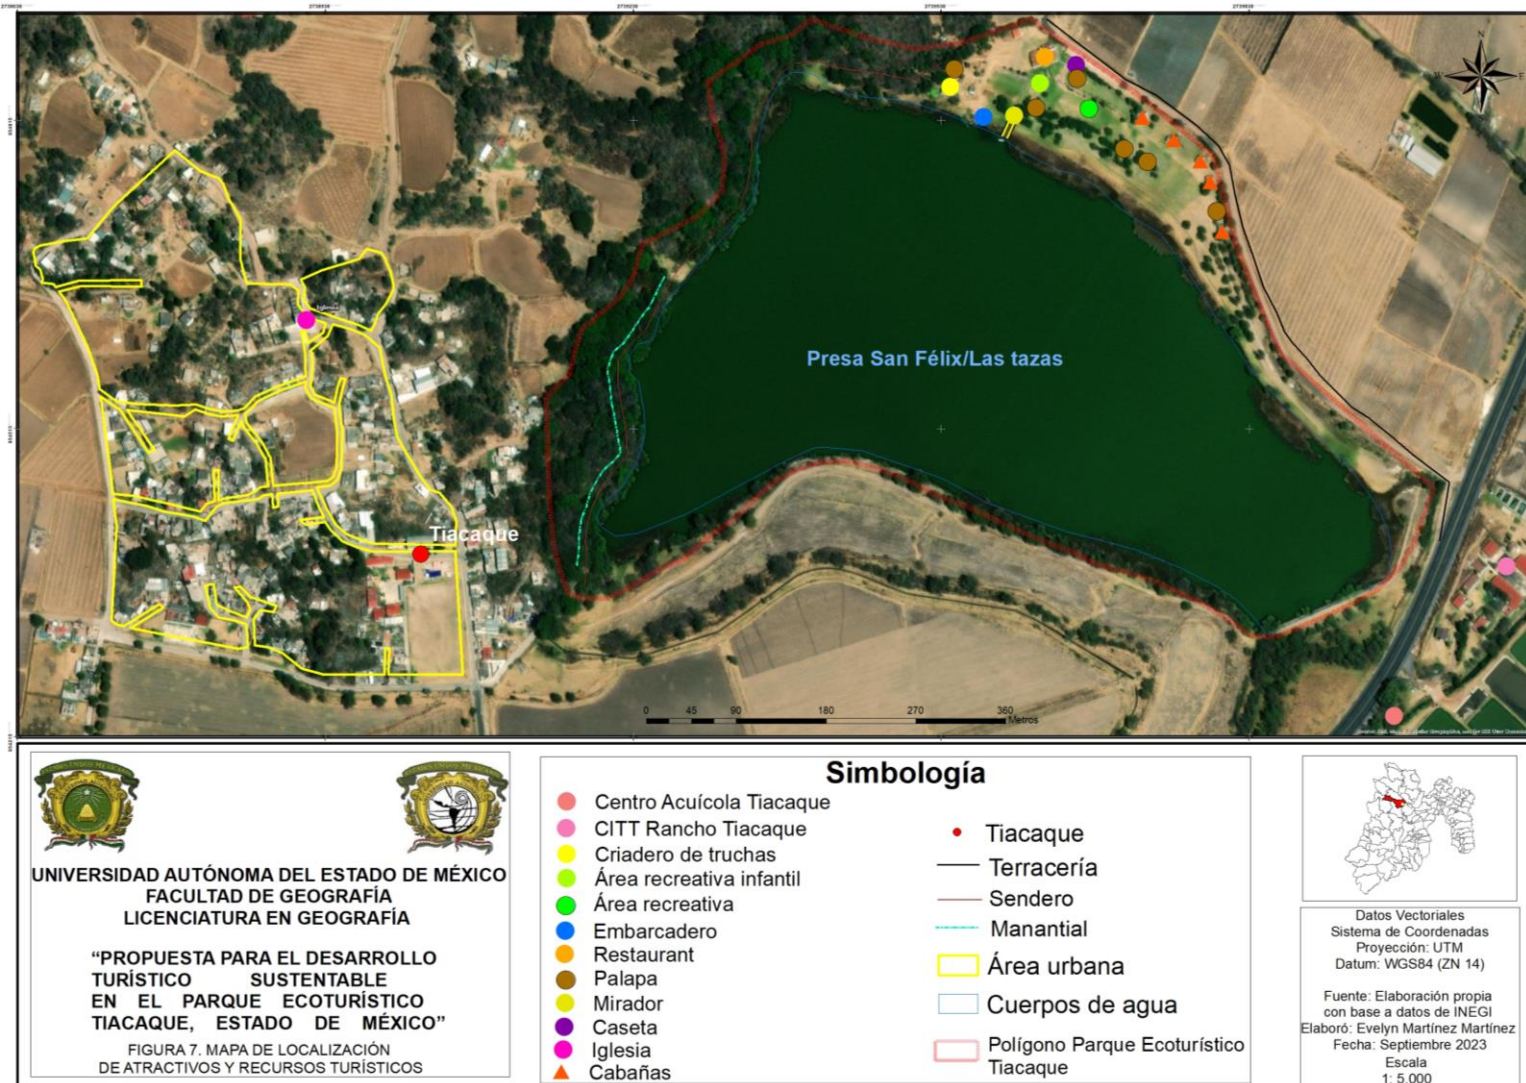 N
W
E
Iglesia
Presa San Félix/Las tazas
Tiacaque
0 45 90 180 270 360
Metros
UNIVERSIDAD AUTÓNOMA DEL ESTADO DE MÉXICO
FACULTAD DE GEOGRAFÍA
LICENCIATURA EN GEOGRAFÍA
“PROPUESTA PARA EL DESARROLLO
TURÍSTICO SUSTENTABLE
EN EL PARQUE ECOTURÍSTICO
TIACAQUE, ESTADO DE MÉXICO”
FIGURA 7. MAPA DE LOCALIZACIÓN
DE ATRACTIVOS Y RECURSOS TURÍSTICOS
Simbología
Centro Acuícola Tiacaque
CITT Rancho Tiacaque
Criadero de truchas
Área recreativa infantil
Área recreativa
Embarcadero
Restaurant
Palapa
Mirador
Caseta
Iglesia
Cabañas
Tiacaque
Terracería
Sendero
Manantial
Área urbana
Cuerpos de agua
Polígono Parque Ecoturístico
Tiacaque
Datos Vectoriales
Sistema de Coordenadas
Proyección: UTM
Datum: WGS84 (ZN 14)
Fuente: Elaboración propia
con base a datos de INEGI
Elaboró: Evelyn Martínez Martínez
Fecha: Septiembre 2023
Escala
1: 5,000